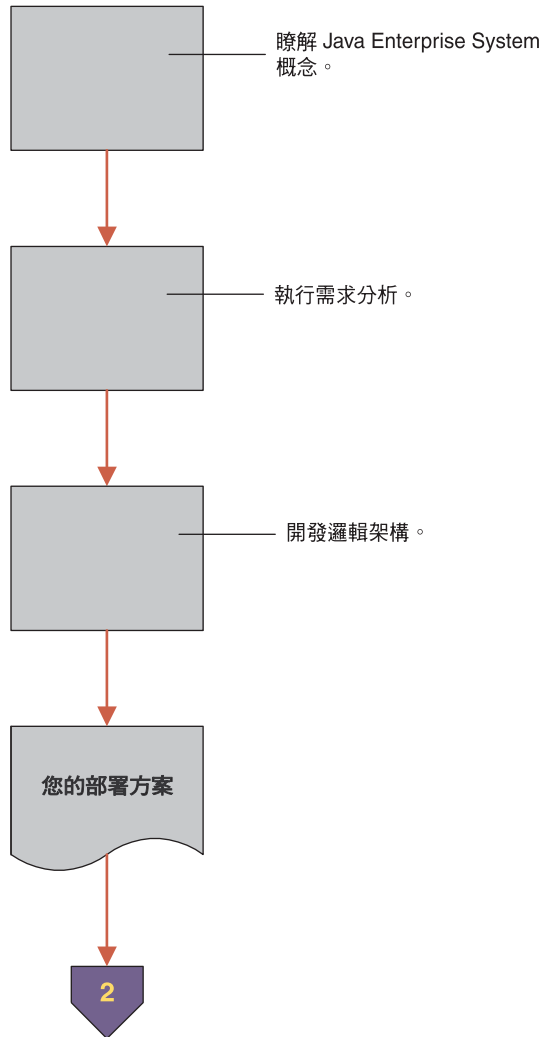 瞭解 Java Enterprise System
概念。
執行需求分析。
開發邏輯架構。
您的部署方案
2